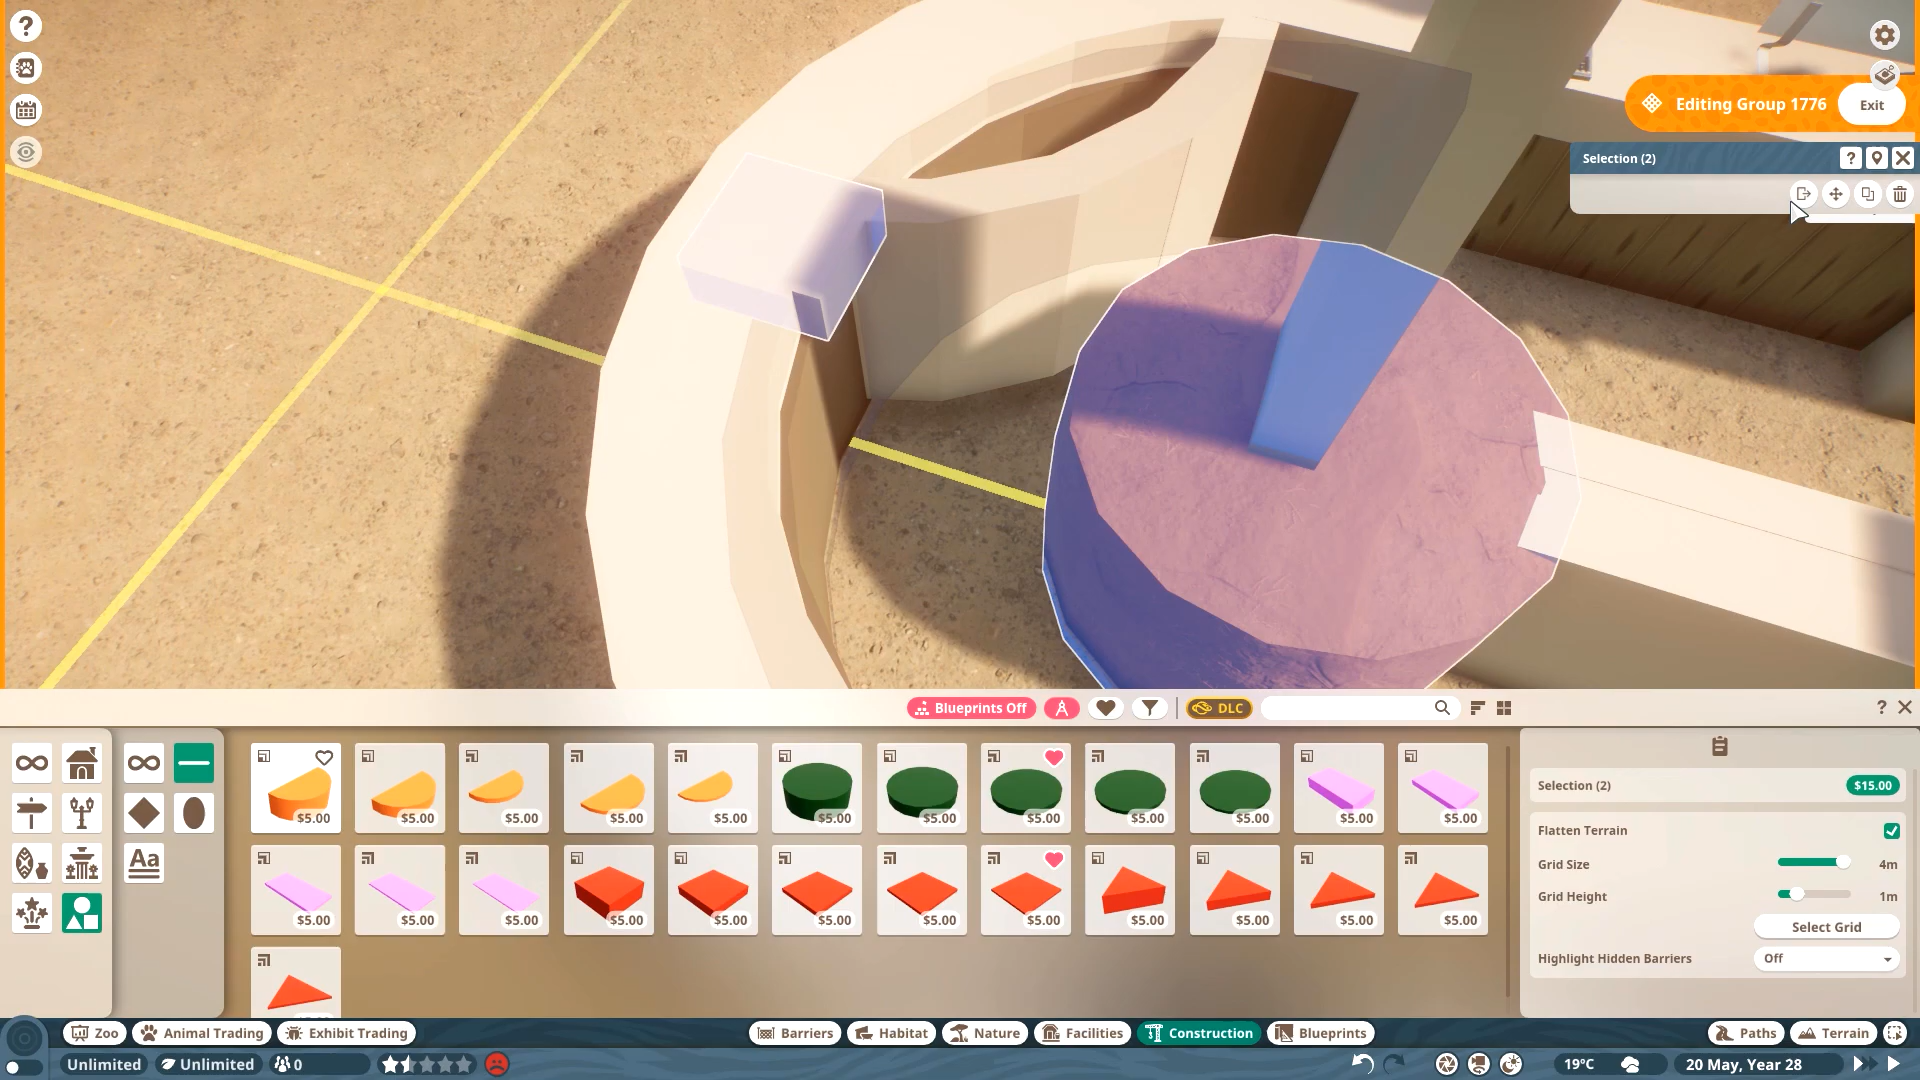 Editing Group 1776
Exit
Selection (2)
?
Blueprints Off
DLC
?
$5.00 $5.00 $5.00 $5.00 $5.00 $5.00 $5.00 $5.00 $5.00 $5.00 $5.00 $5.00
Aa
$5.00 $5.00 $5.00 $5.00 $5.00 $5.00 $5.00 $5.00 $5.00 $5.00 $5.00 $5.00
Selection (2) $15.00
Flatten Terrain
Grid Size 4m
Grid Height 1m
Select Grid
Highlight Hidden Barriers Off
Zoo Animal Trading Exhibit Trading Barriers Habitat Nature Facilities Construction Blueprints Paths Terrain
Unlimited Unlimited 0 19°C 20 May, Year 28